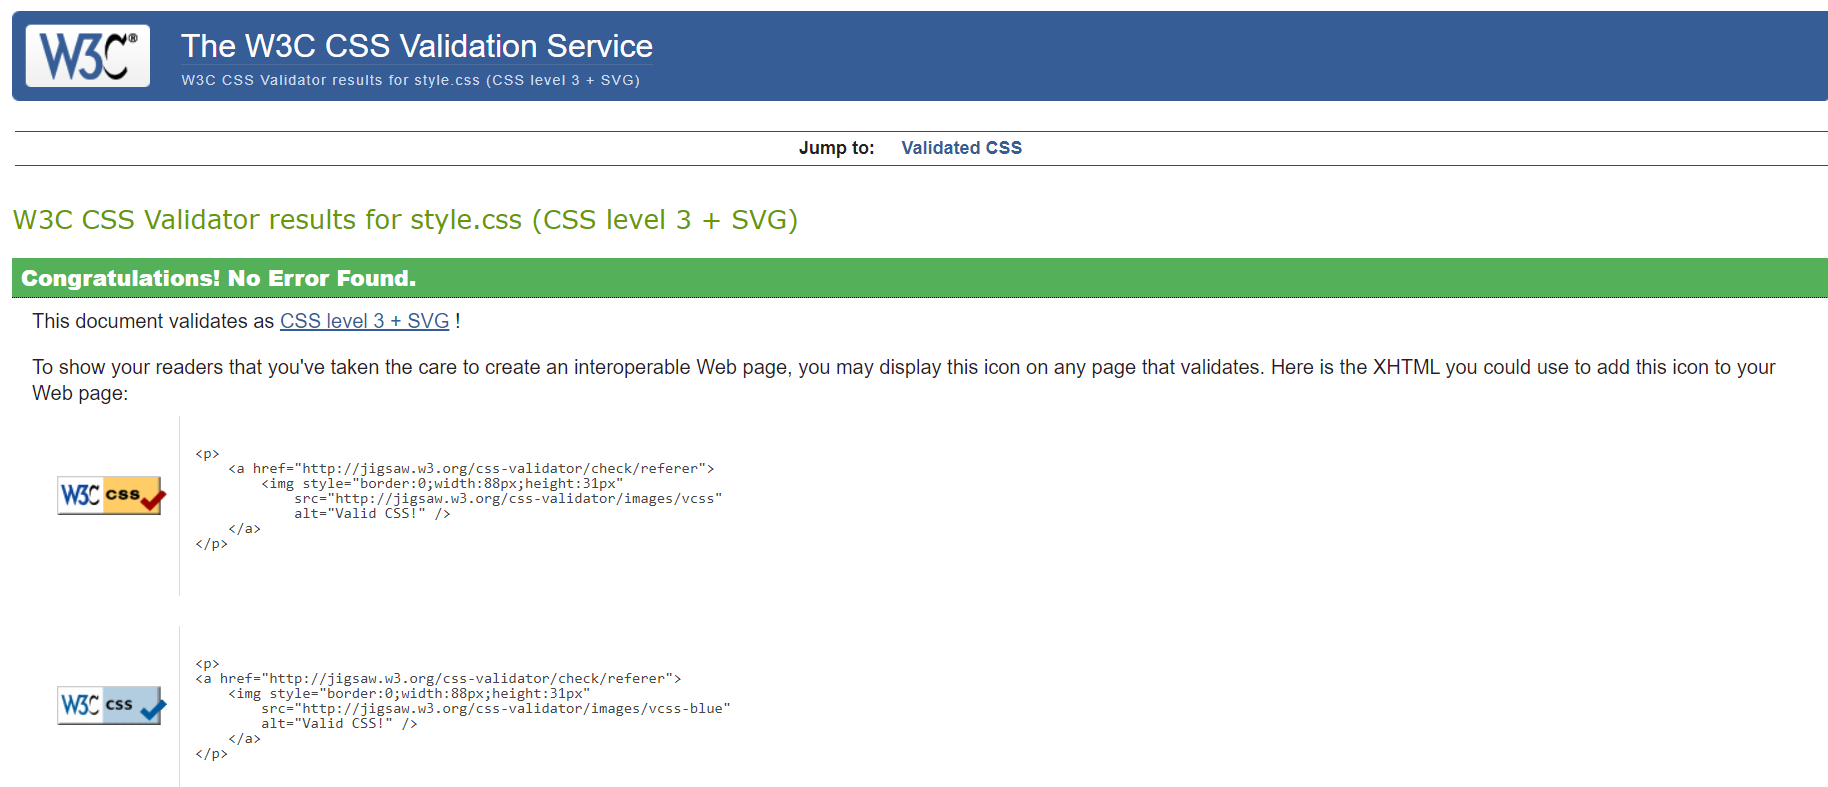 W3C®
The W3C CSS Validation Service
W3C CSS Validator results for style.css (CSS level 3 + SVG)
Jump to: Validated CSS
W3C CSS Validator results for style.css (CSS level 3 + SVG)
Congratulations! No Error Found.
This document validates as CSS level 3 + SVG !
To show your readers that you've taken the care to create an interoperable Web page, you may display this icon on any page that validates. Here is the XHTML you could use to add this icon to your
Web page:
W3C css
<p>
    <a href="http://jigsaw.w3.org/css-validator/check/referer">
        <img style="border:0;width:88px;height:31px"
            src="http://jigsaw.w3.org/css-validator/images/vcss"
            alt="Valid CSS!" />
    </a>
</p>
W3C css
<p>
<a href="http://jigsaw.w3.org/css-validator/check/referer">
    <img style="border:0;width:88px;height:31px"
        src="http://jigsaw.w3.org/css-validator/images/vcss-blue"
        alt="Valid CSS!" />
    </a>
</p>